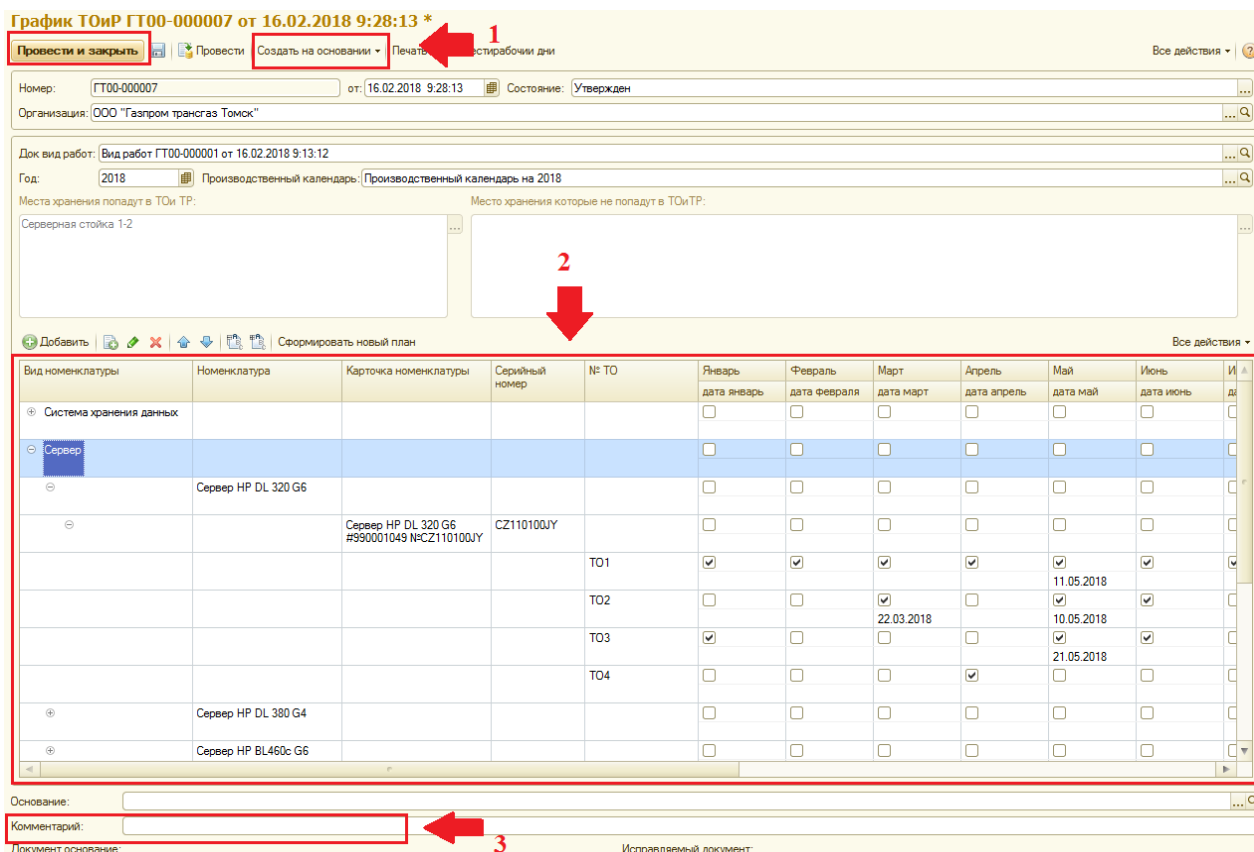 График ТОиР ГТ00-000007 от 16.02.2018 9:28:13 *
1
Провести и закрыть Провести Создать на основании Печать рабочии дни Все действия
Номер: ГТ00-000007 от: 16.02.2018 9:28:13 Состояние: Утвержден
Организация: ООО "Газпром трансгаз Томск"
Док вид работ: Вид работ ГТ00-000001 от 16.02.2018 9:13:12
Год: 2018 Производственный календарь: Производственный календарь на 2018
Места хранения попадут в ТОи ТР: Место хранения которые не попадут в ТОиТР:
Серверная стойка 1-2
2
Добавить Сформировать новый план Все действия
Вид номенклатуры Номенклатура Карточка номенклатуры Серийный номер № ТО Январь Февраль Март Апрель Май Июнь
дата январь дата февраля дата март дата апрель дата май дата июнь
Система хранения данных
Сервер
Сервер HP DL 320 G6
Сервер HP DL 320 G6 CZ110100JY
#990001049 №CZ110100JY
ТО1
11.05.2018
ТО2
22.03.2018 10.05.2018
ТО3
21.05.2018
ТО4
Сервер HP DL 380 G4
Сервер HP BL460c G6
Основание:
Комментарий:
3
Документ основание: Исправляемый документ: